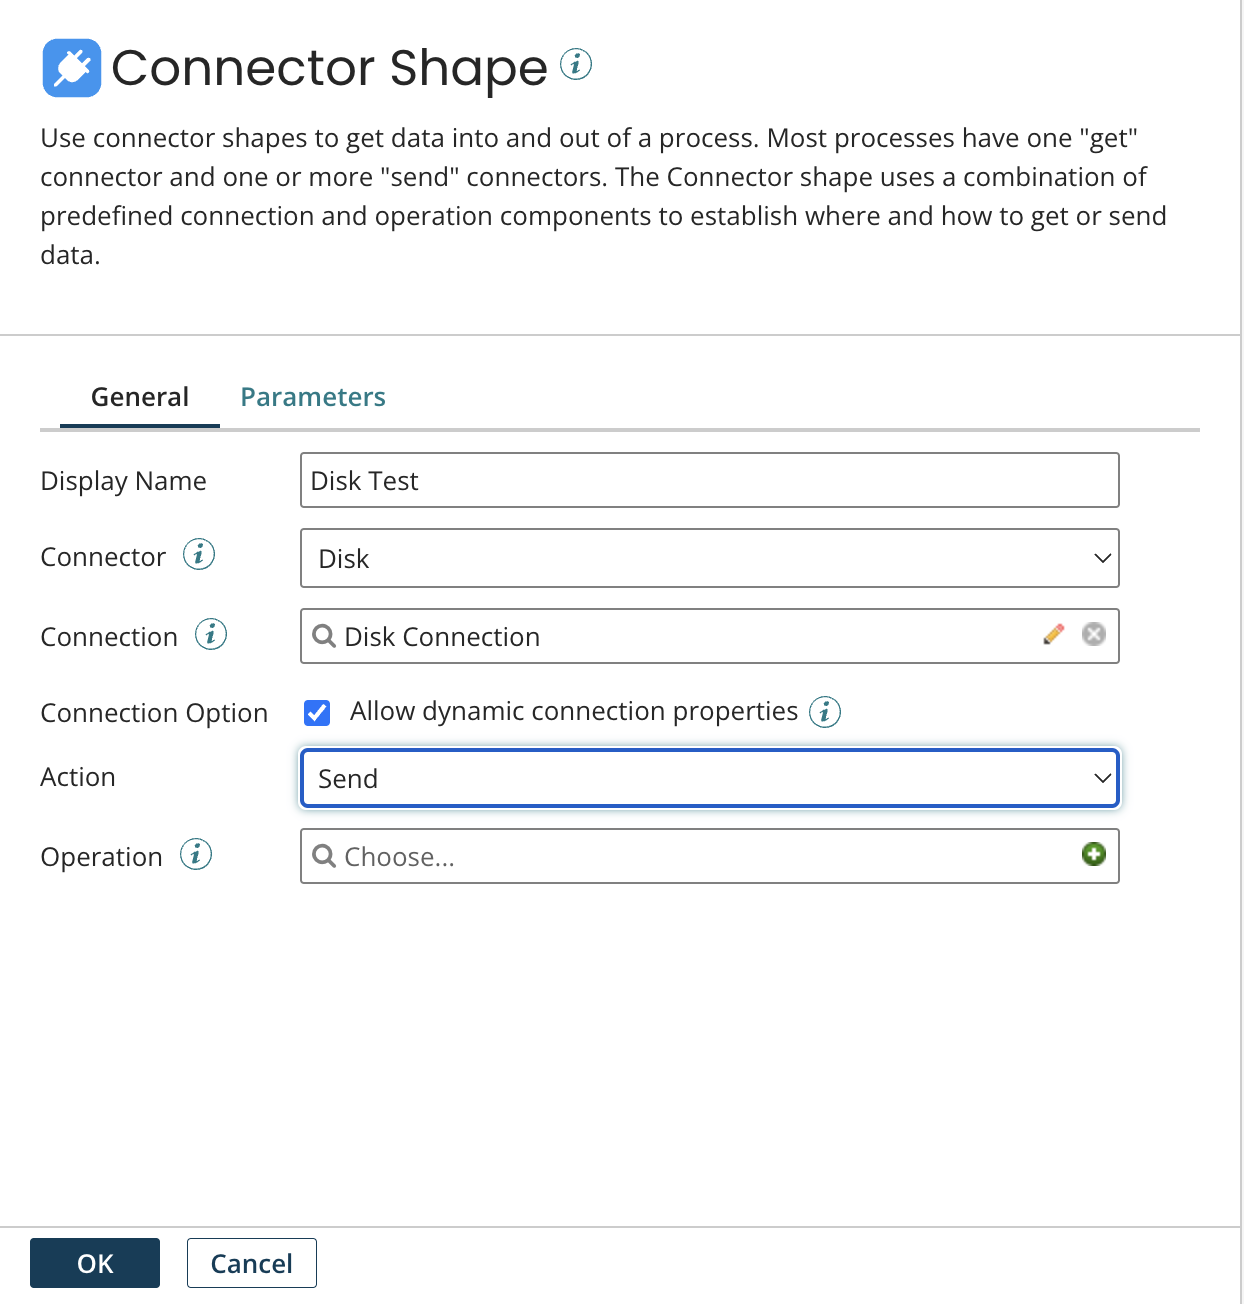 Connector Shape i
Use connector shapes to get data into and out of a process. Most processes have one "get"
connector and one or more "send" connectors. The Connector shape uses a combination of
predefined connection and operation components to establish where and how to get or send
data.
General Parameters
Display Name Disk Test
Connector i Disk
Connection i Disk Connection
Connection Option Allow dynamic connection properties i
Action Send
Operation i Choose...
OK Cancel